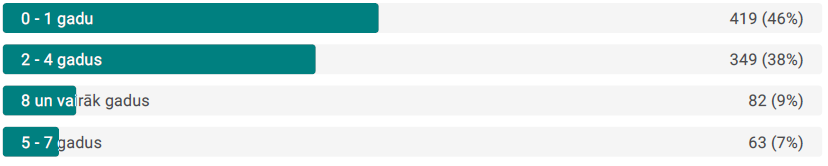 0 - 1 gadu 419 (46%)
2 - 4 gadus 349 (38%)
8 un vairāk gadus 82 (9%)
5 - 7 gadus 63 (7%)